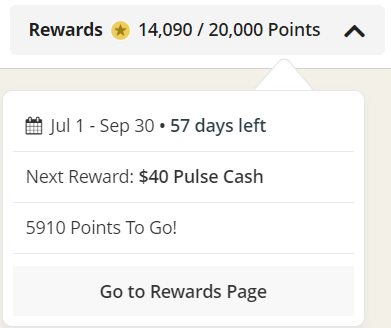 Rewards 14,090 / 20,000 Points
Jul 1 - Sep 30 • 57 days left
Next Reward: $40 Pulse Cash
5910 Points To Go!
Go to Rewards Page